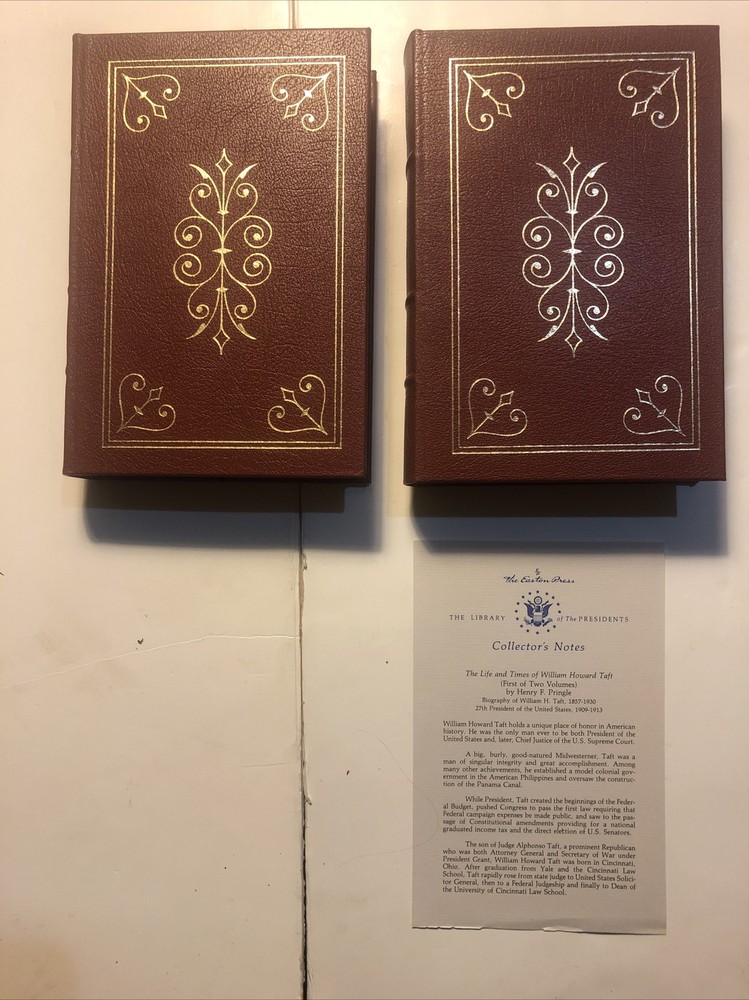 The Easton Press
THE LIBRARY of The PRESIDENTS
Collector's Notes
The Life and Times of William Howard Taft
(First of Two Volumes)
by Henry F. Pringle
Biography of William H. Taft, 1857-1930
27th President of the United States, 1909-1913
William Howard Taft holds a unique place of honor in American
history. He was the only man ever to be both President of the
United States and, later, Chief Justice of the U.S. Supreme Court.
A big, burly, good-natured Midwesterner, Taft was a
man of singular integrity and great accomplishment. Among
many other achievements, he established a model colonial gov-
ernment in the American Philippines and oversaw the construc-
tion of the Panama Canal.
While President, Taft created the beginnings of the Feder-
al Budget, pushed Congress to pass the first law requiring that
Federal campaign expenses be made public, and saw to the pas-
sage of Constitutional amendments providing for a national
graduated income tax and the direct election of U.S. Senators.
The son of Judge Alphonso Taft, a prominent Republican
who was both Attorney General and Secretary of War under
President Grant, William Howard Taft was born in Cincinnati,
Ohio. After graduation from Yale and the Cincinnati Law
School, Taft rapidly rose from state judge to United States Solici-
tor General, then to a Federal Judgeship and finally to Dean of
the University of Cincinnati Law School.